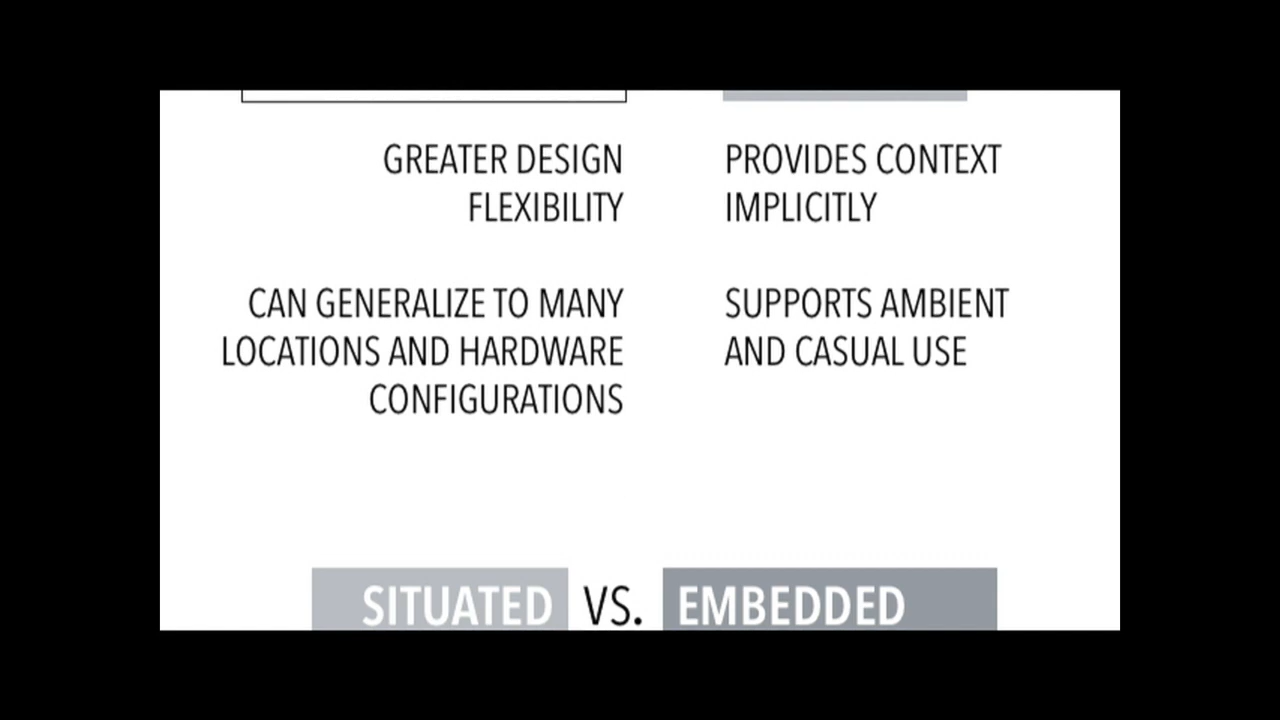 GREATER DESIGN
FLEXIBILITY
CAN GENERALIZE TO MANY
LOCATIONS AND HARDWARE
CONFIGURATIONS
PROVIDES CONTEXT
IMPLICITLY
SUPPORTS AMBIENT
AND CASUAL USE
SITUATED VS. EMBEDDED